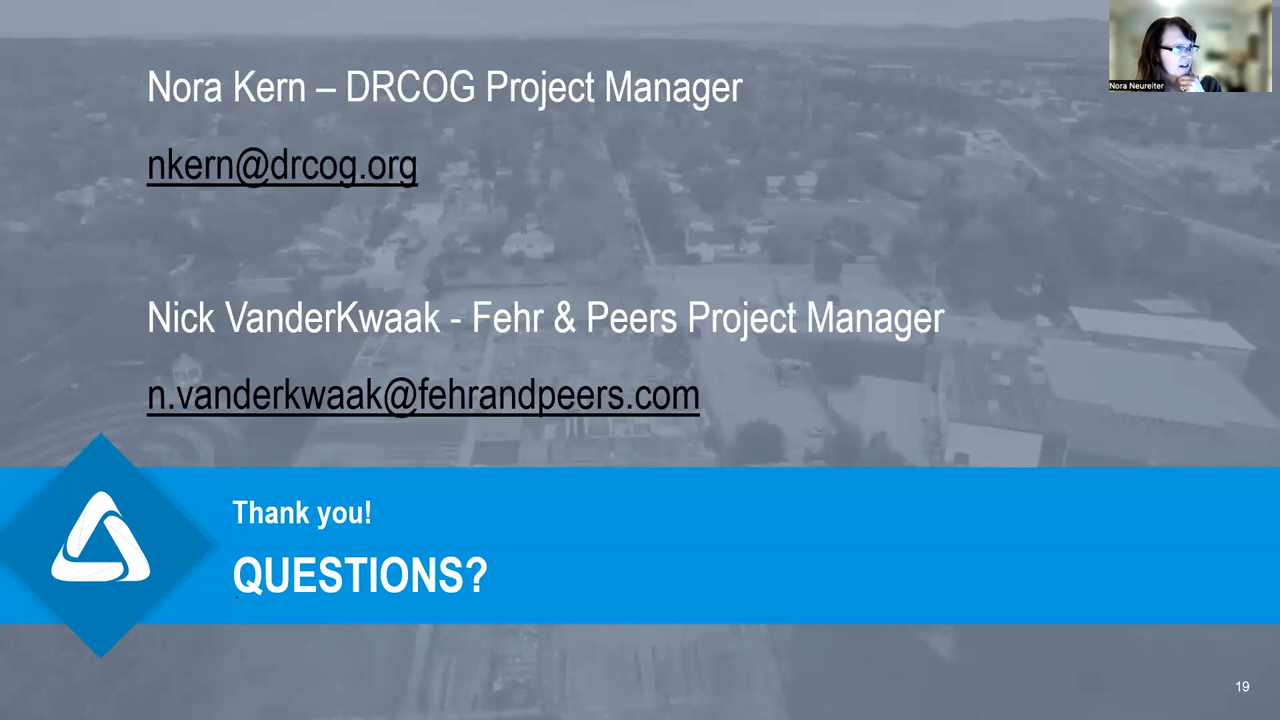 Nora Kern – DRCOG Project Manager
Nora Neureiter
nkern@drcog.org
Nick VanderKwaak - Fehr & Peers Project Manager
n.vanderkwaak@fehrandpeers.com
Thank you!
QUESTIONS?
19